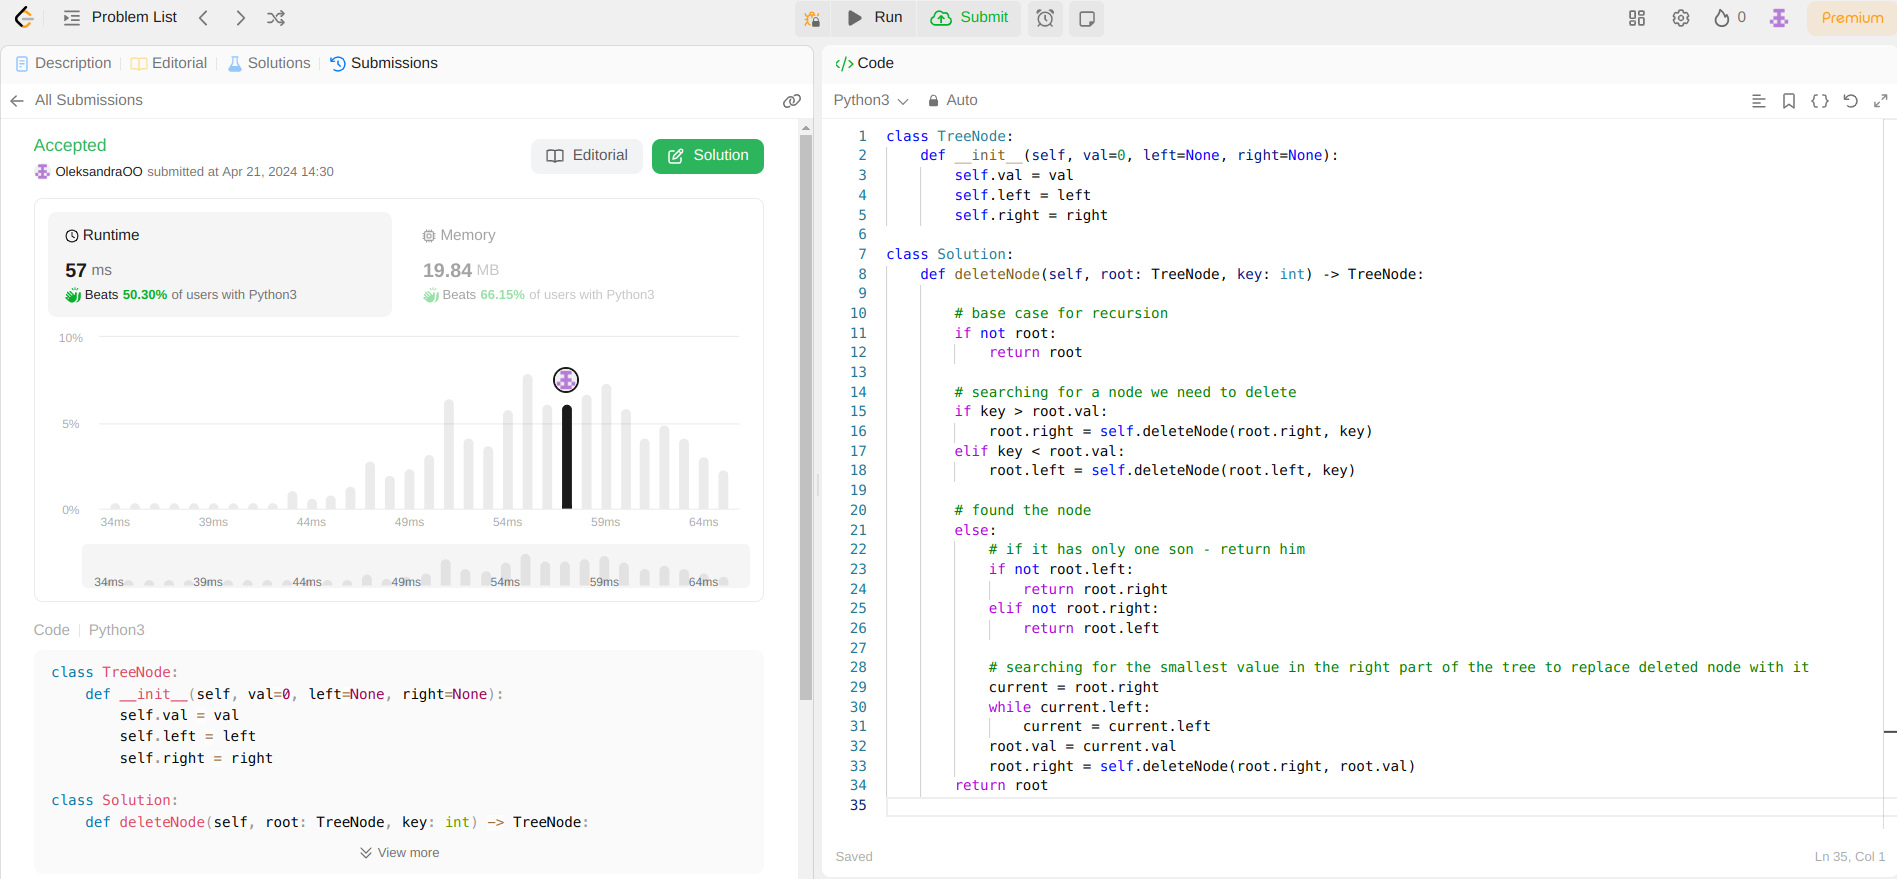 Problem List
Run
Submit
0
Premium
Description
Editorial
Solutions
Submissions
All Submissions
Accepted
OleksandraOO submitted at Apr 21, 2024 14:30
Editorial
Solution
Runtime
57 ms
Beats 50.30% of users with Python3
Memory
19.84 MB
Beats 66.15% of users with Python3
10%
5%
0%
34ms 39ms 44ms 49ms 54ms 59ms 64ms
34ms 39ms 44ms 49ms 54ms 59ms 64ms
Code | Python3
class TreeNode:
    def __init__(self, val=0, left=None, right=None):
        self.val = val
        self.left = left
        self.right = right
class Solution:
    def deleteNode(self, root: TreeNode, key: int) -> TreeNode:
View more
</> Code
Python3
Auto
1 class TreeNode:
2     def __init__(self, val=0, left=None, right=None):
3         self.val = val
4         self.left = left
5         self.right = right
6
7 class Solution:
8     def deleteNode(self, root: TreeNode, key: int) -> TreeNode:
9
10         # base case for recursion
11         if not root:
12             return root
13
14         # searching for a node we need to delete
15         if key > root.val:
16             root.right = self.deleteNode(root.right, key)
17         elif key < root.val:
18             root.left = self.deleteNode(root.left, key)
19
20         # found the node
21         else:
22             # if it has only one son - return him
23             if not root.left:
24                 return root.right
25             elif not root.right:
26                 return root.left
27
28             # searching for the smallest value in the right part of the tree to replace deleted node with it
29             current = root.right
30             while current.left:
31                 current = current.left
32             root.val = current.val
33             root.right = self.deleteNode(root.right, root.val)
34         return root
35
Saved
Ln 35, Col 1